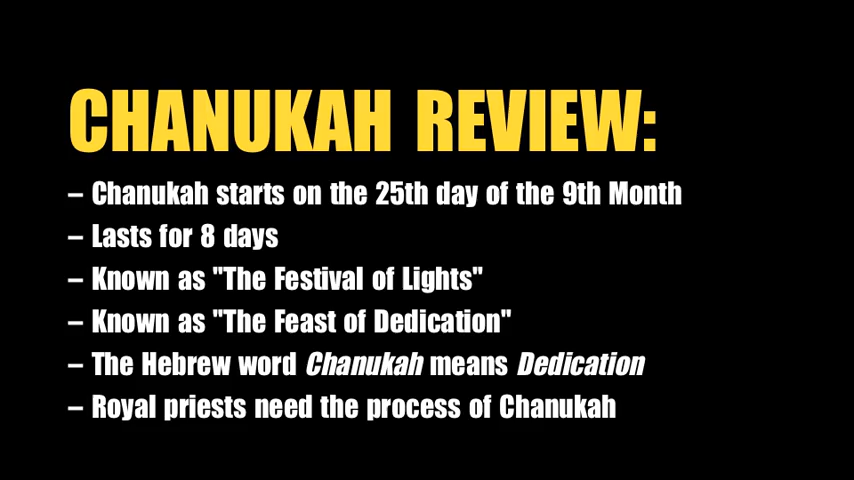 CHANUKAH REVIEW:
– Chanukah starts on the 25th day of the 9th Month
– Lasts for 8 days
– Known as "The Festival of Lights"
– Known as "The Feast of Dedication"
– The Hebrew word Chanukah means Dedication
– Royal priests need the process of Chanukah